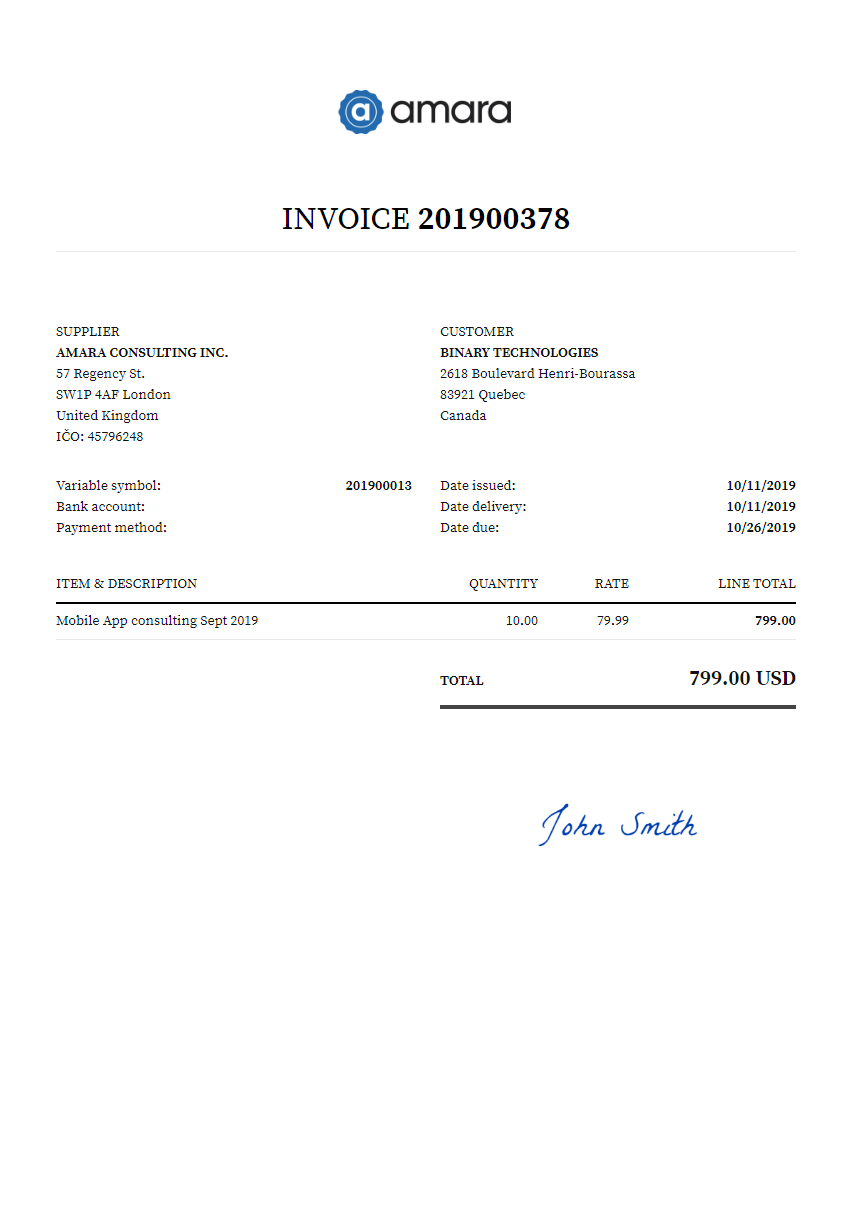 a amara
INVOICE 201900378
SUPPLIER
AMARA CONSULTING INC.
57 Regency St.
SW1P 4AF London
United Kingdom
IČO: 45796248
CUSTOMER
BINARY TECHNOLOGIES
2618 Boulevard Henri-Bourassa
83921 Quebec
Canada
Variable symbol: 201900013
Bank account:
Payment method:
Date issued: 10/11/2019
Date delivery: 10/11/2019
Date due: 10/26/2019
ITEM & DESCRIPTION QUANTITY RATE LINE TOTAL
Mobile App consulting Sept 2019 10.00 79.99 799.00
TOTAL 799.00 USD
John Smith